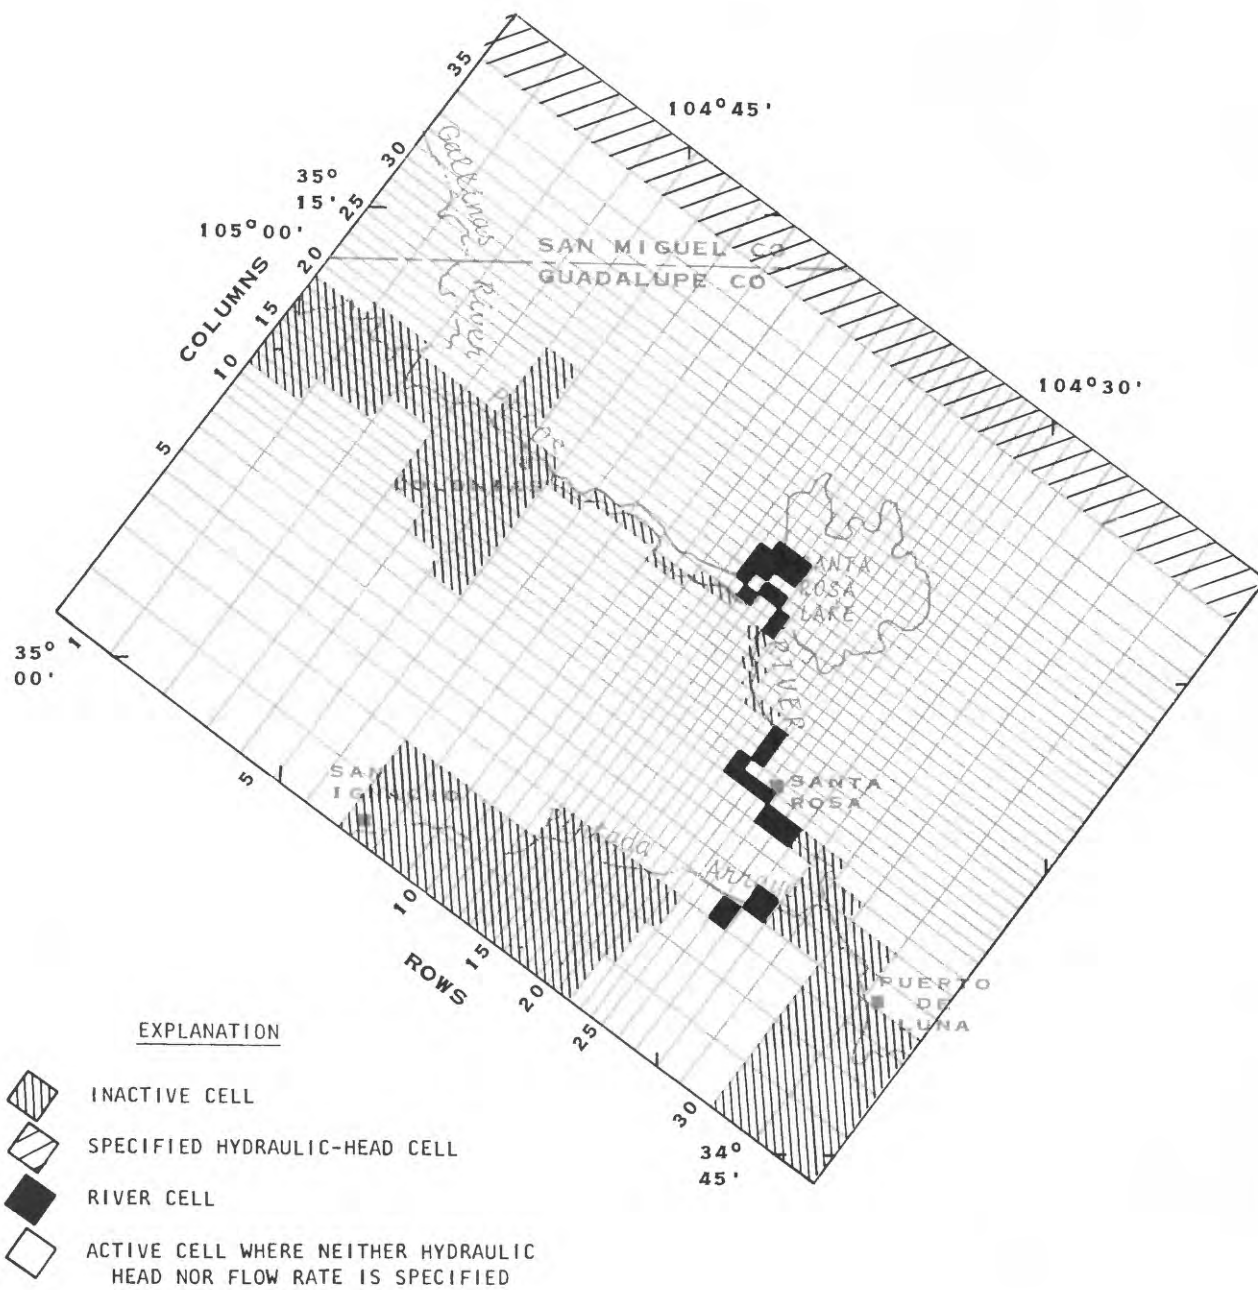 35
104°45'
30
35°
15'
25
105°00'
20
COLUMNS
15
10
5
1
Gallinas River
SAN MIGUEL CO
GUADALUPE CO
104°30'
SANTA
ROSA
LAKE
RIVER
35°
00'
5
SAN
IGNACIO
Pintada Arroyo
SANTA
ROSA
10
ROWS
15
20
25
30
PUERTO
DE
LUNA
34°
45'
EXPLANATION
INACTIVE CELL
SPECIFIED HYDRAULIC-HEAD CELL
RIVER CELL
ACTIVE CELL WHERE NEITHER HYDRAULIC
HEAD NOR FLOW RATE IS SPECIFIED